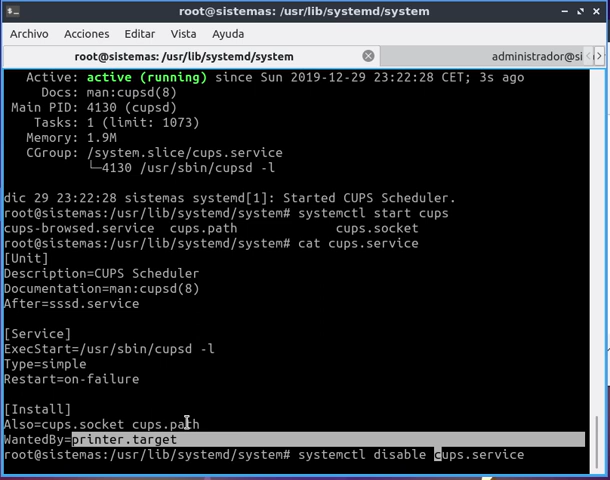 root@sistemas: /usr/lib/systemd/system
Archivo Acciones Editar Vista Ayuda
root@sistemas: /usr/lib/systemd/system
administrador@si
Active: active (running) since Sun 2019-12-29 23:22:28 CET; 3s ago
Docs: man:cupsd(8)
Main PID: 4130 (cupsd)
Tasks: 1 (limit: 1073)
Memory: 1.9M
CGroup: /system.slice/cups.service
└─4130 /usr/sbin/cupsd -l
dic 29 23:22:28 sistemas systemd[1]: Started CUPS Scheduler.
root@sistemas:/usr/lib/systemd/system# systemctl start cups
cups-browsed.service cups.path cups.socket
root@sistemas:/usr/lib/systemd/system# cat cups.service
[Unit]
Description=CUPS Scheduler
Documentation=man:cupsd(8)
After=sssd.service
[Service]
ExecStart=/usr/sbin/cupsd -l
Type=simple
Restart=on-failure
[Install]
Also=cups.socket cups.path
WantedBy=printer.target
root@sistemas:/usr/lib/systemd/system# systemctl disable cups.service